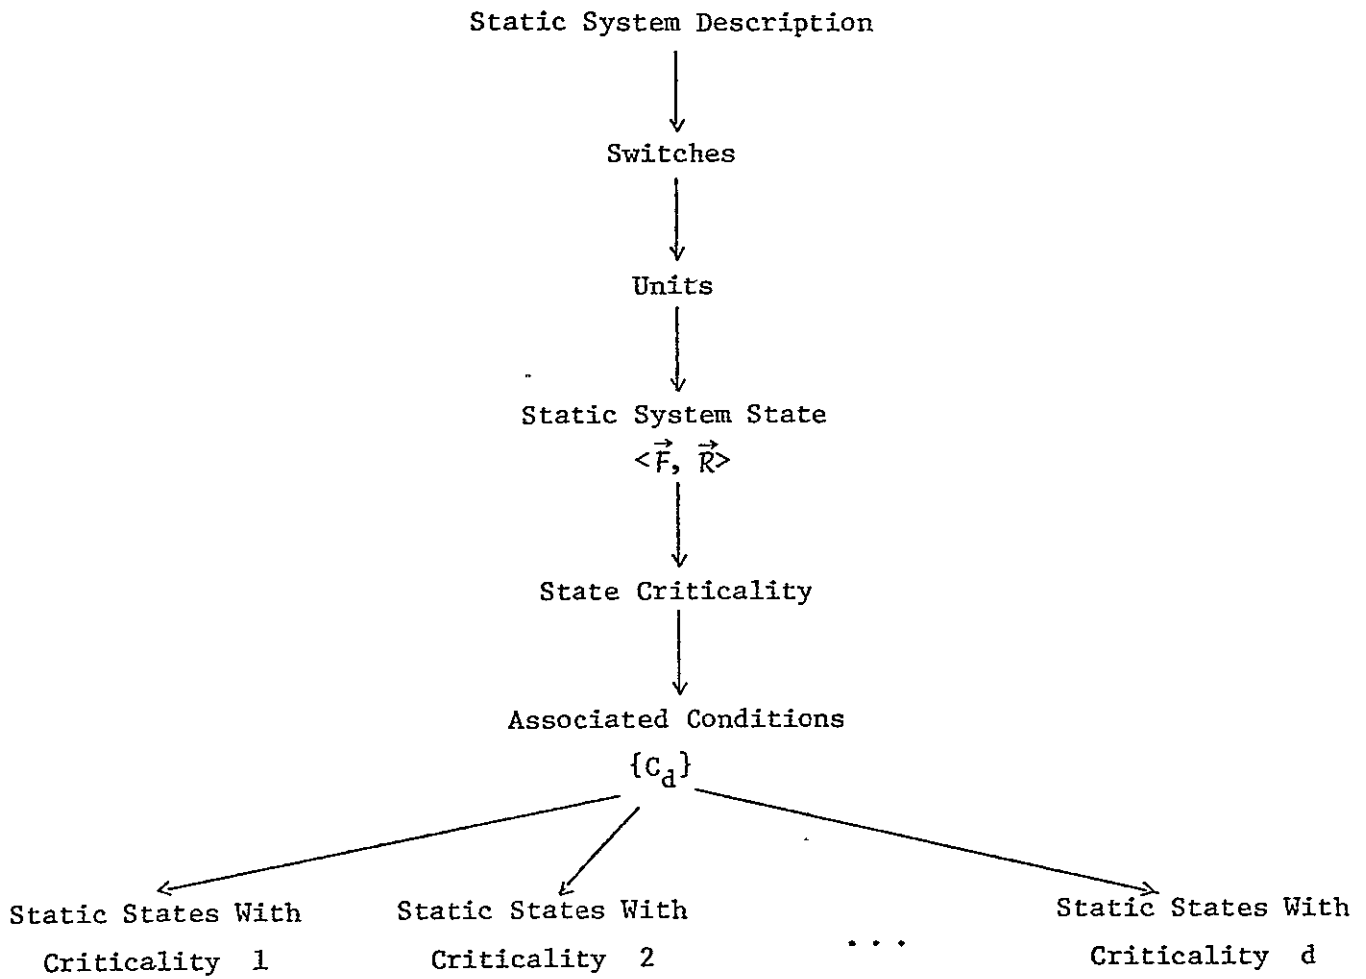 Static System Description
Switches
Units
Static System State
<F⃗, R⃗>
State Criticality
Associated Conditions
{C_d}
Static States With
Criticality 1
Static States With
Criticality 2
...
Static States With
Criticality d